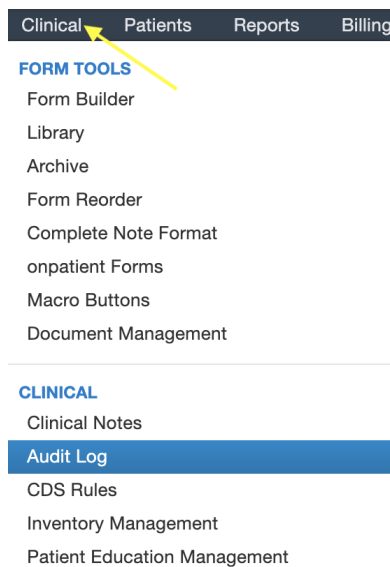 Clinical Patients Reports Billing
FORM TOOLS
Form Builder
Library
Archive
Form Reorder
Complete Note Format
onpatient Forms
Macro Buttons
Document Management
CLINICAL
Clinical Notes
Audit Log
CDS Rules
Inventory Management
Patient Education Management